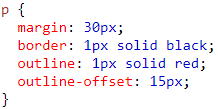 p {
  margin: 30px;
  border: 1px solid black;
  outline: 1px solid red;
  outline-offset: 15px;
}